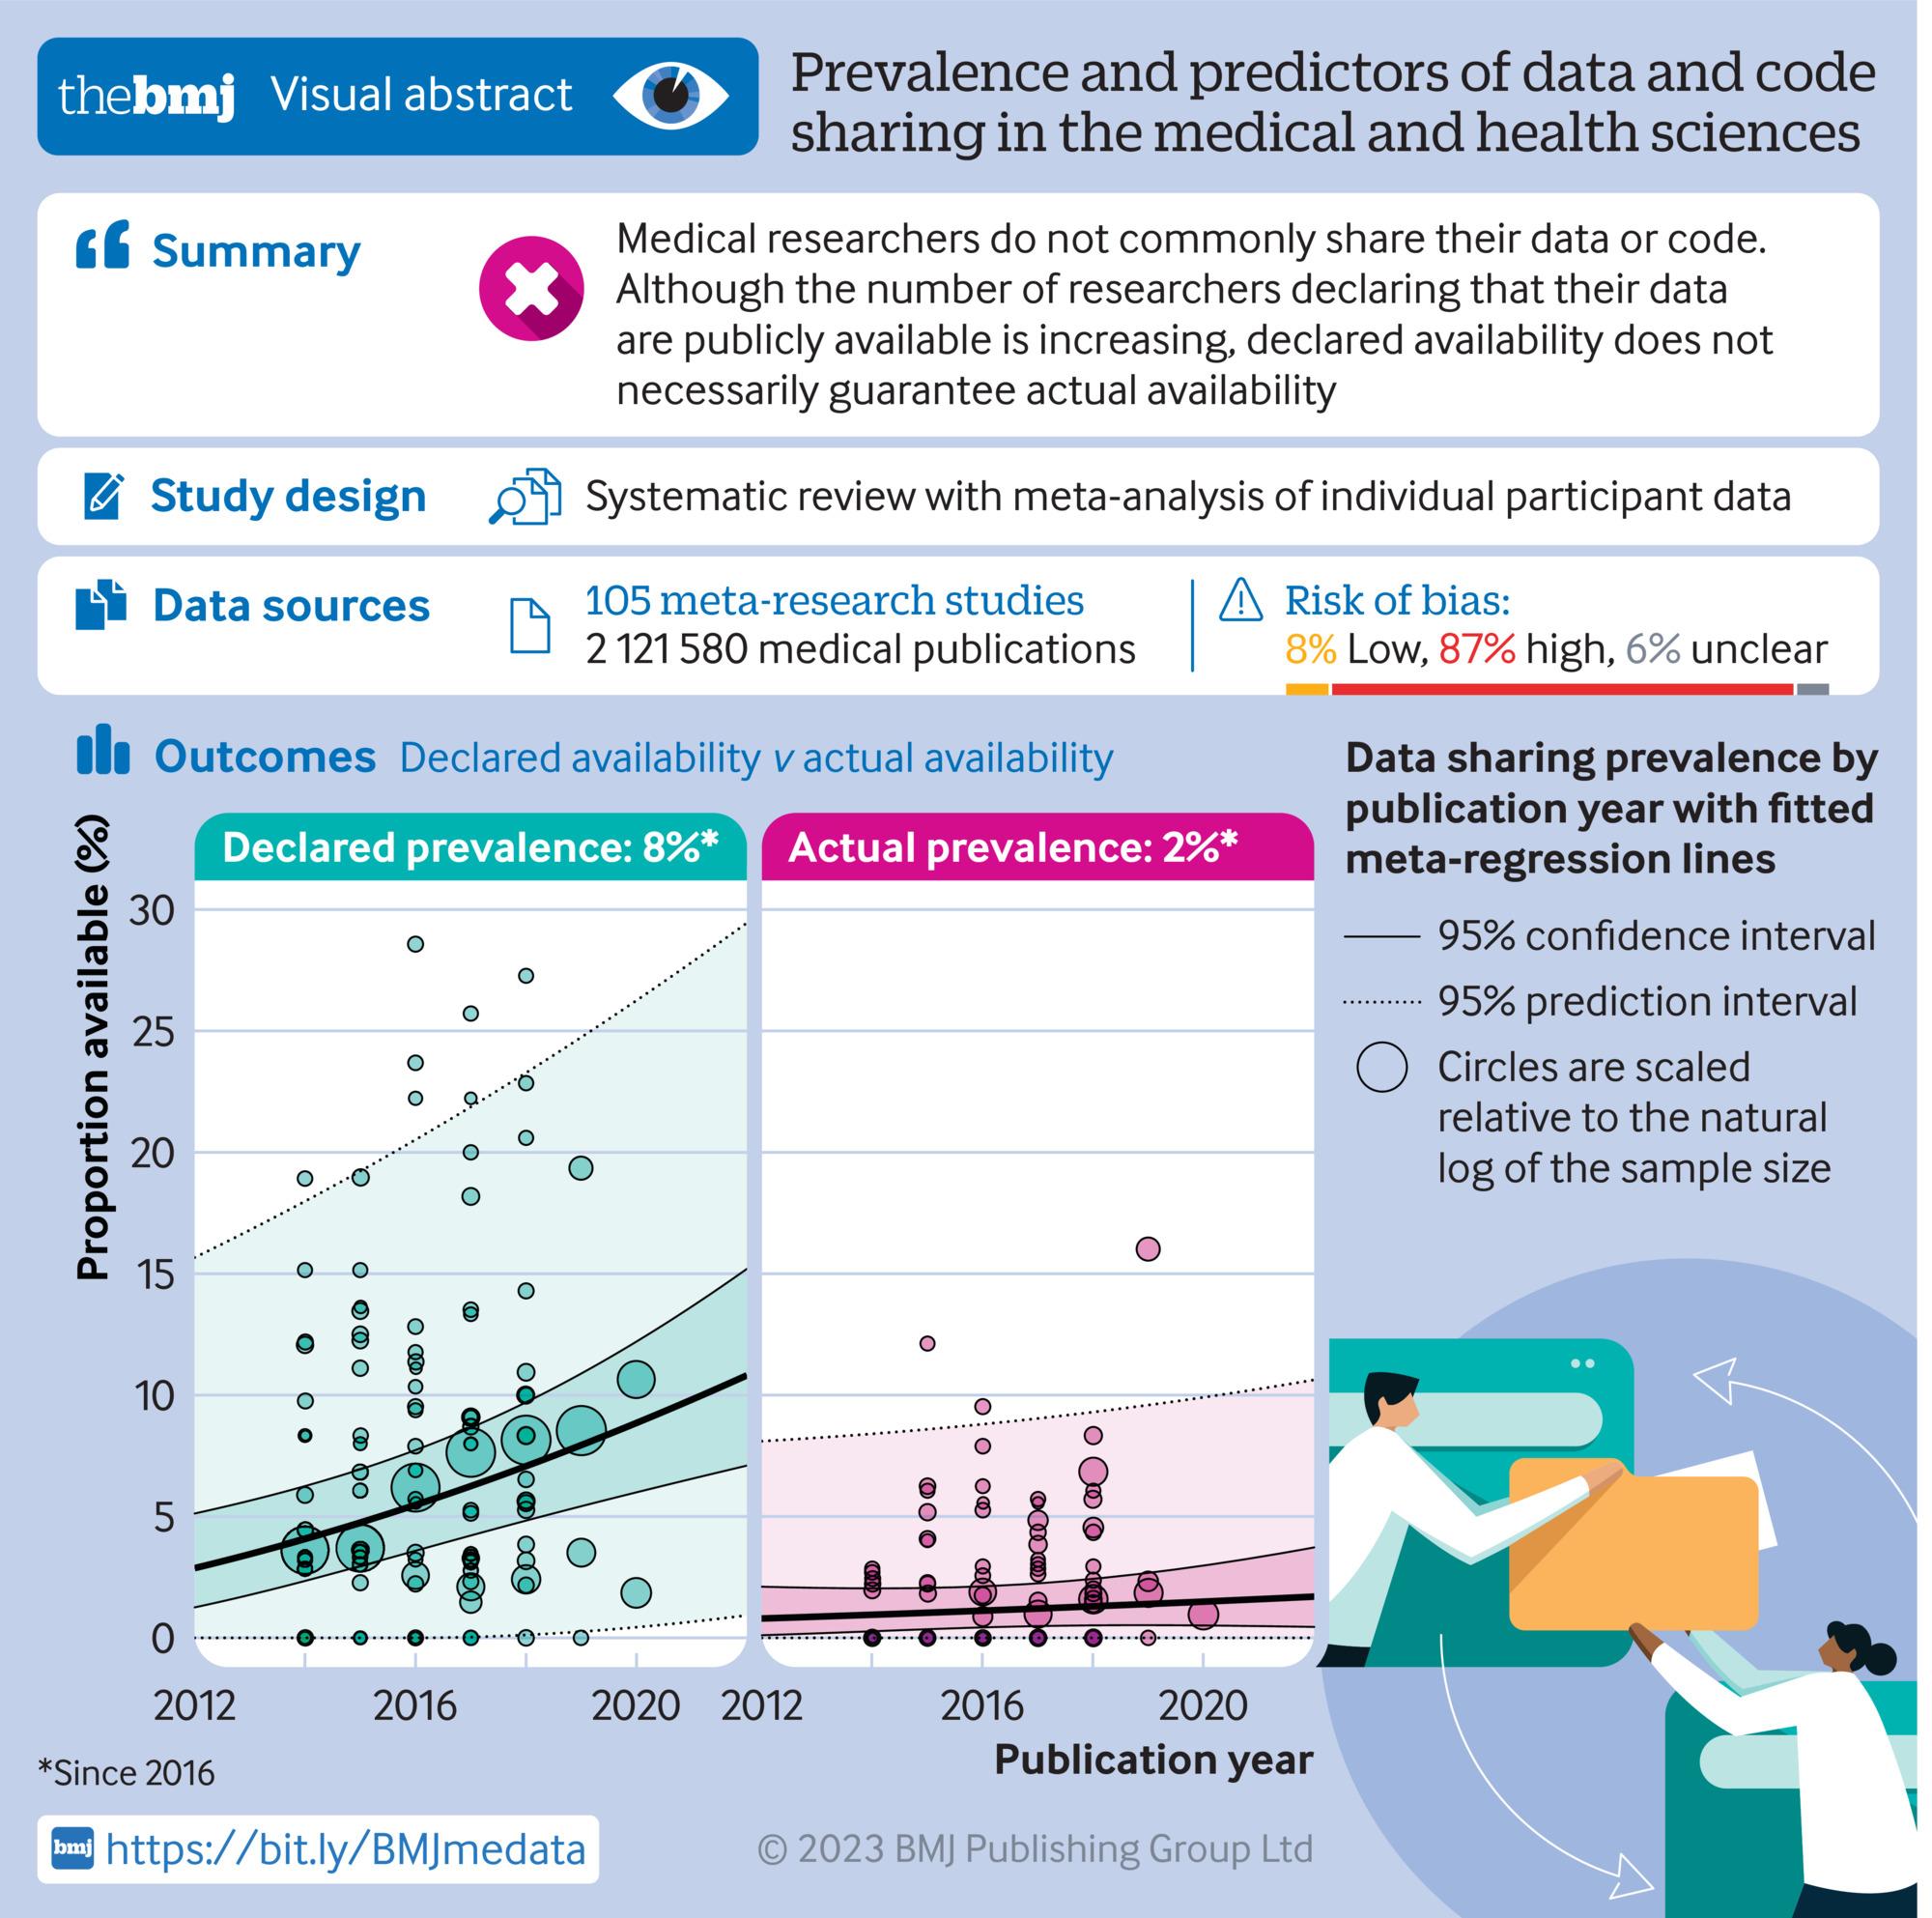 thebmj Visual abstract
Prevalence and predictors of data and code
sharing in the medical and health sciences
Summary
Medical researchers do not commonly share their data or code.
Although the number of researchers declaring that their data
are publicly available is increasing, declared availability does not
necessarily guarantee actual availability
Study design
Systematic review with meta-analysis of individual participant data
Data sources
105 meta-research studies
2 121 580 medical publications
Risk of bias:
8% Low, 87% high, 6% unclear
Outcomes Declared availability v actual availability
Proportion available (%)
Declared prevalence: 8%*
Actual prevalence: 2%*
30
25
20
15
10
5
0
2012 2016 2020 2012 2016 2020
Publication year
*Since 2016
Data sharing prevalence by
publication year with fitted
meta-regression lines
95% confidence interval
95% prediction interval
Circles are scaled
relative to the natural
log of the sample size
bmj https://bit.ly/BMJmedata
© 2023 BMJ Publishing Group Ltd